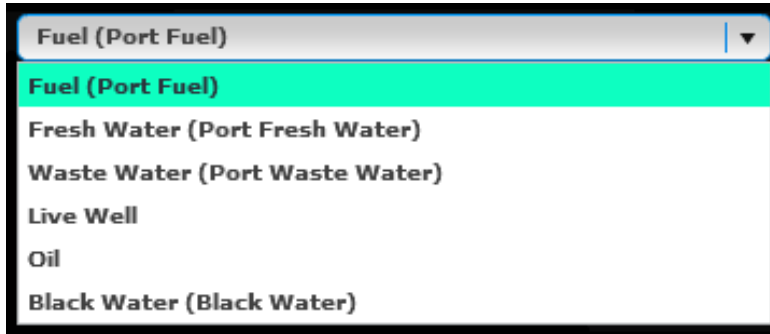 Fuel (Port Fuel)
Fuel (Port Fuel)
Fresh Water (Port Fresh Water)
Waste Water (Port Waste Water)
Live Well
Oil
Black Water (Black Water)